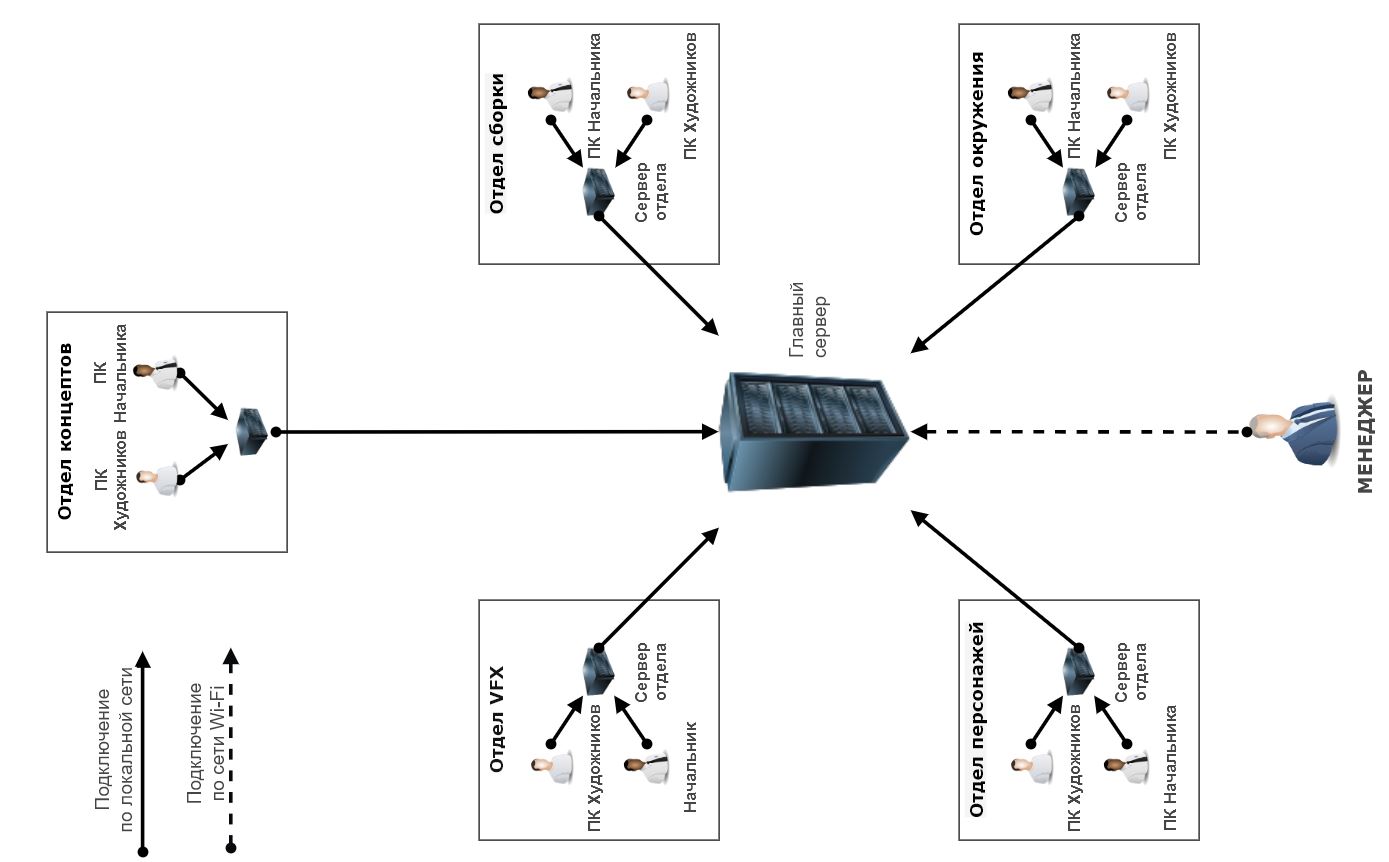 Подключение
по локальной сети
Подключение
по сети Wi-Fi
Отдел концептов
ПК
Художников
ПК
Начальника
Отдел VFX
ПК Художников
Сервер
отдела
Начальник
Отдел сборки
ПК Начальника
Сервер
отдела
ПК Художников
Главный
сервер
Отдел персонажей
ПК Художников
Сервер
отдела
ПК Начальника
Отдел окружения
ПК Начальника
Сервер
отдела
ПК Художников
МЕНЕДЖЕР